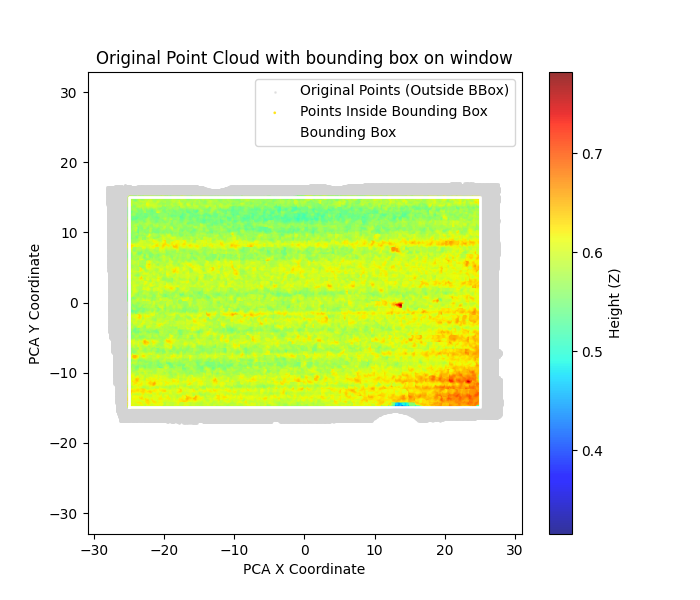 Original Point Cloud with bounding box on window
Original Points (Outside BBox)
Points Inside Bounding Box
Bounding Box
30
20
10
0
−10
−20
−30
PCA Y Coordinate
−30
−20
−10
0
10
20
30
PCA X Coordinate
0.7
0.6
0.5
0.4
Height (Z)